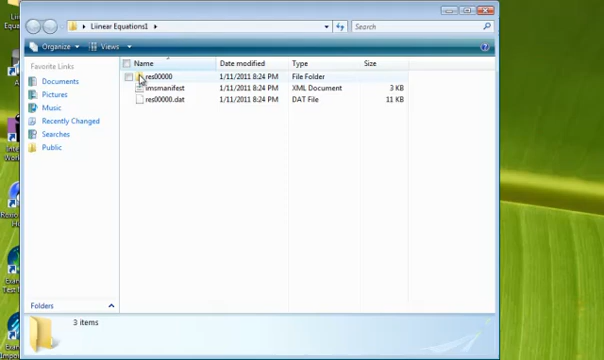 Liinear Equations1
Search
Organize Views
Favorite Links
Documents
Pictures
Music
Recently Changed
Searches
Public
Folders
Name Date modified Type Size
res00000 1/11/2011 8:24 PM File Folder
imsmanifest 1/11/2011 8:24 PM XML Document 3 KB
res00000.dat 1/11/2011 8:24 PM DAT File 11 KB
3 items